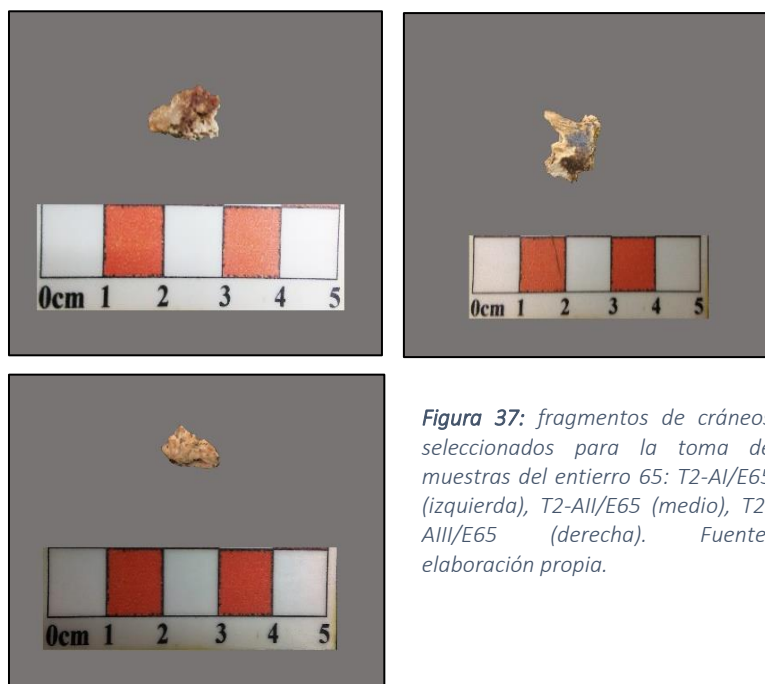 0cm 1 2 3 4 5
0cm 1 2 3 4 5
0cm 1 2 3 4 5
Figura 37: fragmentos de cráneos
seleccionados para la toma de
muestras del entierro 65: T2-AI/E65
(izquierda), T2-AII/E65 (medio), T2-
AIII/E65 (derecha). Fuente
elaboración propia.